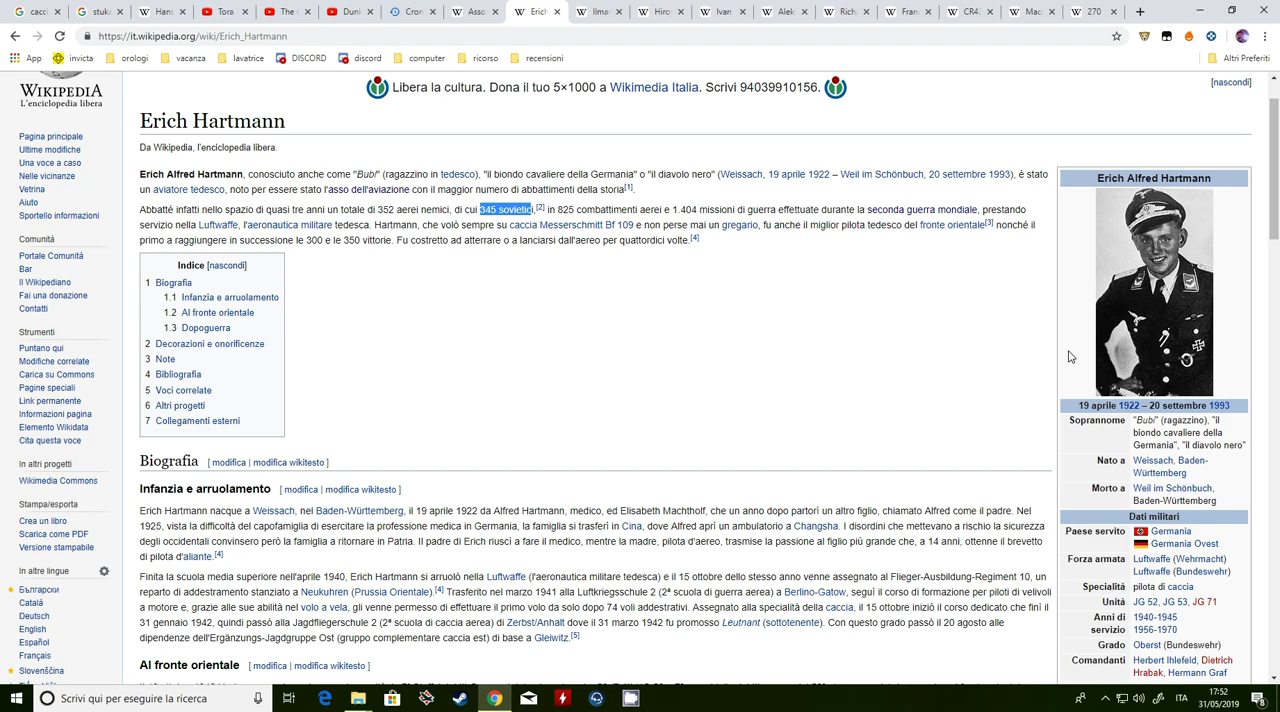 cacci
stuka
Hans
Tora
The
Dunk
Cron
Asso
Erich
Ilma
Hiro
Ivan
Alek
Richa
Fran
CR42
Mac
270
https://it.wikipedia.org/wiki/Erich_Hartmann
App
invicta
orologi
vacanza
lavatrice
DISCORD
discord
computer
ricorso
recensioni
Altri Preferiti
WIKIPEDIA
L'enciclopedia libera
Pagina principale
Ultime modifiche
Una voce a caso
Nelle vicinanze
Vetrina
Aiuto
Sportello informazioni
Comunità
Portale Comunità
Bar
Il Wikipediano
Fai una donazione
Contatti
Strumenti
Puntano qui
Modifiche correlate
Carica su Commons
Pagine speciali
Link permanente
Informazioni pagina
Elemento Wikidata
Cita questa voce
In altri progetti
Wikimedia Commons
Stampa/esporta
Crea un libro
Scarica come PDF
Versione stampabile
In altre lingue
Български
Català
Deutsch
English
Español
Français
Slovenščina
Libera la cultura. Dona il tuo 5×1000 a Wikimedia Italia. Scrivi 94039910156.
[nascondi]
Erich Hartmann
Da Wikipedia, l'enciclopedia libera.
Erich Alfred Hartmann, conosciuto anche come "Bubi" (ragazzino in tedesco), "il biondo cavaliere della Germania" o "il diavolo nero" (Weissach, 19 aprile 1922 – Weil im Schönbuch, 20 settembre 1993), è stato
un aviatore tedesco, noto per essere stato l'asso dell'aviazione con il maggior numero di abbattimenti della storia[1].
Abbatté infatti nello spazio di quasi tre anni un totale di 352 aerei nemici, di cui 345 sovietici,[2] in 825 combattimenti aerei e 1.404 missioni di guerra effettuate durante la seconda guerra mondiale, prestando
servizio nella Luftwaffe, l'aeronautica militare tedesca. Hartmann, che volò sempre su caccia Messerschmitt Bf 109 e non perse mai un gregario, fu anche il miglior pilota tedesco del fronte orientale[3] nonché il
primo a raggiungere in successione le 300 e le 350 vittorie. Fu costretto ad atterrare o a lanciarsi dall'aereo per quattordici volte.[4]
Indice [nascondi]
1 Biografia
1.1 Infanzia e arruolamento
1.2 Al fronte orientale
1.3 Dopoguerra
2 Decorazioni e onorificenze
3 Note
4 Bibliografia
5 Voci correlate
6 Altri progetti
7 Collegamenti esterni
Biografia [ modifica | modifica wikitesto ]
Infanzia e arruolamento [ modifica | modifica wikitesto ]
Erich Hartmann nacque a Weissach, nel Baden-Württemberg, il 19 aprile 1922 da Alfred Hartmann, medico, ed Elisabeth Machtholf, che un anno dopo partorì un altro figlio, chiamato Alfred come il padre. Nel
1925, vista la difficoltà del capofamiglia di esercitare la professione medica in Germania, la famiglia si trasferì in Cina, dove Alfred aprì un ambulatorio a Changsha. I disordini che mettevano a rischio la sicurezza
degli occidentali convinsero però la famiglia a ritornare in Patria. Il padre di Erich riuscì a fare il medico, mentre la madre, pilota d'aereo, trasmise la passione al figlio più grande che, a 14 anni, ottenne il brevetto
di pilota d'aliante.[4]
Finita la scuola media superiore nell'aprile 1940, Erich Hartmann si arruolò nella Luftwaffe (l'aeronautica militare tedesca) e il 15 ottobre dello stesso anno venne assegnato al Flieger-Ausbildung-Regiment 10, un
reparto di addestramento stanziato a Neukuhren (Prussia Orientale).[4] Trasferito nel marzo 1941 alla Luftkriegsschule 2 (2ª scuola di guerra aerea) a Berlino-Gatow, seguì il corso di formazione per piloti di velivoli
a motore e, grazie alle sue abilità nel volo a vela, gli venne permesso di effettuare il primo volo da solo dopo 74 voli addestrativi. Assegnato alla specialità della caccia, il 15 ottobre iniziò il corso dedicato che finì il
31 gennaio 1942, quindi passò alla Jagdfliegerschule 2 (2ª scuola di caccia aerea) di Zerbst/Anhalt dove il 31 marzo 1942 fu promosso Leutnant (sottotenente). Con questo grado passò il 20 agosto alle
dipendenze dell'Ergänzungs-Jagdgruppe Ost (gruppo complementare caccia est) di base a Gleiwitz.[5]
Al fronte orientale [ modifica | modifica wikitesto ]
Erich Alfred Hartmann
19 aprile 1922 – 20 settembre 1993
Soprannome "Bubi" (ragazzino), "il
biondo cavaliere della
Germania", "il diavolo nero"
Nato a Weissach, Baden-
Württemberg
Morto a Weil im Schönbuch,
Baden-Württemberg
Dati militari
Paese servito Germania
Germania Ovest
Forza armata Luftwaffe (Wehrmacht)
Luftwaffe (Bundeswehr)
Specialità pilota di caccia
Unità JG 52, JG 53, JG 71
Anni di servizio 1940-1945
1956-1970
Grado Oberst (Bundeswehr)
Comandanti Herbert Ihlefeld, Dietrich
Hrabak, Hermann Graf
Scrivi qui per eseguire la ricerca
ITA
17:52
31/05/2019
8